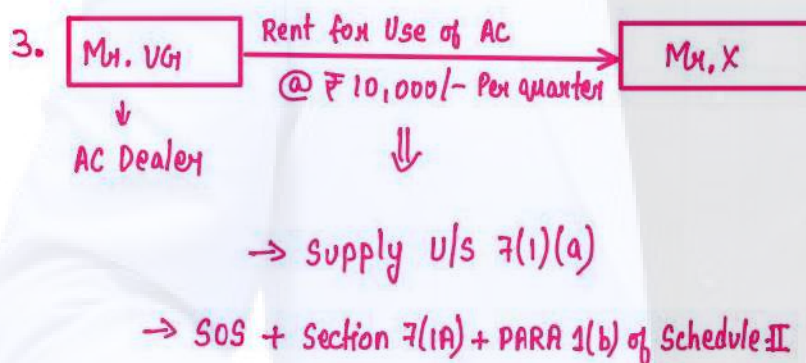 3. Mr. VG Rent for Use of AC Mr. X
@ ₹10,000/- Per quarter
AC Dealer
⇓
→ Supply U/S 7(1)(a)
→ SOS + Section 7(1A) + PARA 1(b) of Schedule II